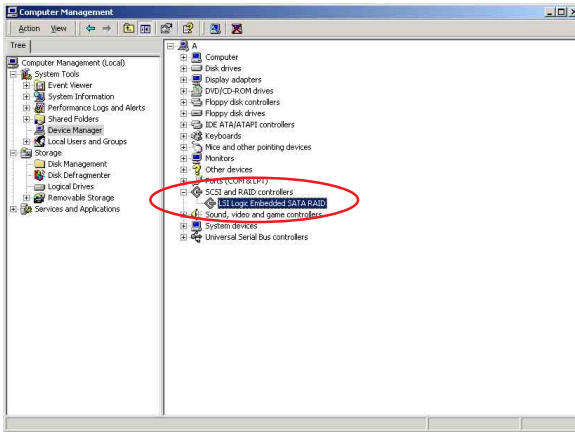 Computer Management
Action View
Tree
Computer Management (Local)
System Tools
Event Viewer
System Information
Performance Logs and Alerts
Shared Folders
Device Manager
Local Users and Groups
Storage
Disk Management
Disk Defragmenter
Logical Drives
Removable Storage
Services and Applications
A
Computer
Disk drives
Display adapters
DVD/CD-ROM drives
Floppy disk controllers
Floppy disk drives
IDE ATA/ATAPI controllers
Keyboards
Mice and other pointing devices
Monitors
Other devices
Ports (COM & LPT)
SCSI and RAID controllers
LSI Logic Embedded SATA RAID
Sound, video and game controllers
System devices
Universal Serial Bus controllers